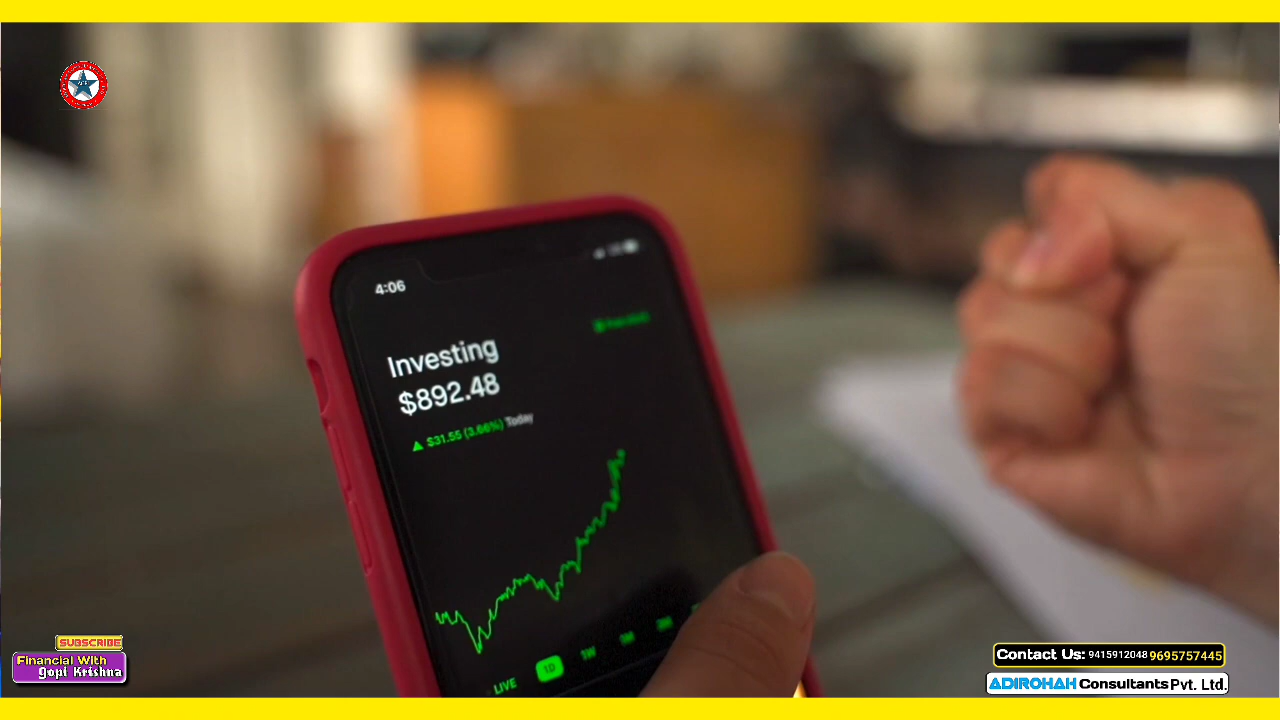 4:06
Investing
$892.48
▲ $31.55 (3.66%) Today
LIVE
1D
1W
SUBSCRIBE
Financial With
gopi Krishna
Contact Us: 9415912048 9695757445
ADIROHAH Consultants Pvt. Ltd.